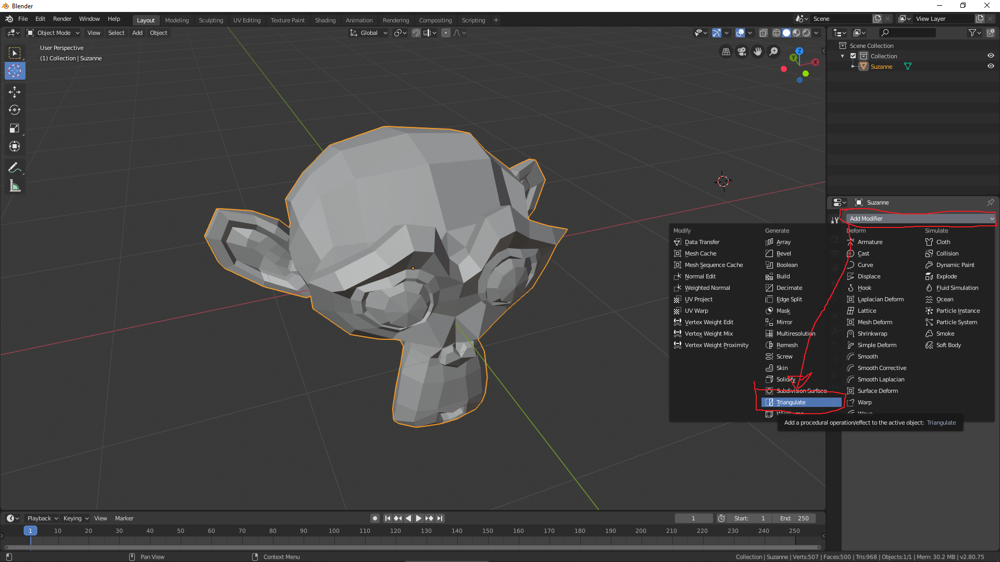 Blender
File Edit Render Window Help
Layout Modeling Sculpting UV Editing Texture Paint Shading Animation Rendering Compositing Scripting +
Scene
View Layer
Object Mode View Select Add Object
Global
User Perspective
(1) Collection | Suzanne
Z
Y
X
Scene Collection
Collection
Suzanne
Suzanne
Add Modifier
Modify
Data Transfer
Mesh Cache
Mesh Sequence Cache
Normal Edit
Weighted Normal
UV Project
UV Warp
Vertex Weight Edit
Vertex Weight Mix
Vertex Weight Proximity
Generate
Array
Bevel
Boolean
Build
Decimate
Edge Split
Mask
Mirror
Multiresolution
Remesh
Screw
Skin
Solidify
Subdivision Surface
Triangulate
Wireframe
Deform
Armature
Cast
Curve
Displace
Hook
Laplacian Deform
Lattice
Mesh Deform
Shrinkwrap
Simple Deform
Smooth
Smooth Corrective
Smooth Laplacian
Surface Deform
Warp
Wave
Simulate
Cloth
Collision
Dynamic Paint
Explode
Fluid Simulation
Ocean
Particle Instance
Particle System
Smoke
Soft Body
Add a procedural operation/effect to the active object: Triangulate
Playback Keying View Marker
1
Start: 1
End: 250
1 10 20 30 40 50 60 70 80 90 100 110 120 130 140 150 160 170 180 190 200 210 220 230 240 250
Pan View
Context Menu
Collection | Suzanne | Verts:507 | Faces:500 | Tris:968 | Objects:1/1 | Mem: 30.2 MB | v2.80.75